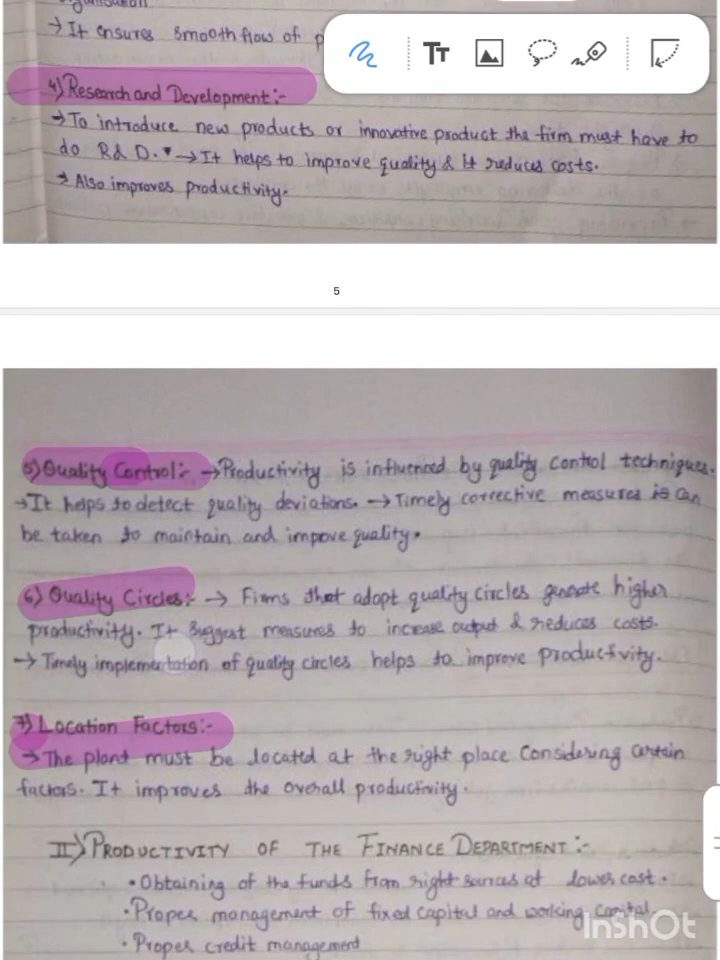 → It ensures smooth flow of
4) Research and Development:-
→ To introduce new products or innovative product the firm must have to
do R & D. → It helps to improve quality & it reduces costs.
→ Also improves productivity.
TT
5
5) Quality Control:- → Productivity is influenced by quality control techniques.
→ It helps to detect quality deviations. → Timely corrective measures is can
be taken to maintain and improve quality.
6) Quality Circles:- → Firms that adopt quality circles generate higher
productivity. It suggest measures to increase output & reduces costs.
→ Timely implementation of quality circles helps to improve productivity.
7) Location Factors:-
→ The plant must be located at the right place considering certain
factors. It improves the overall productivity.
II) PRODUCTIVITY OF THE FINANCE DEPARTMENT:-
• Obtaining of the funds from right sources at lower cost.
• Proper management of fixed capital and working capital
• Proper credit management
InShOt